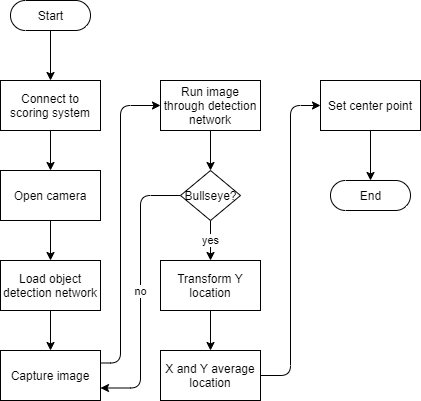 Start
Connect to
scoring system
Open camera
Load object
detection network
Capture image
Run image
through detection
network
Bullseye?
yes
no
Transform Y
location
X and Y average
location
Set center point
End